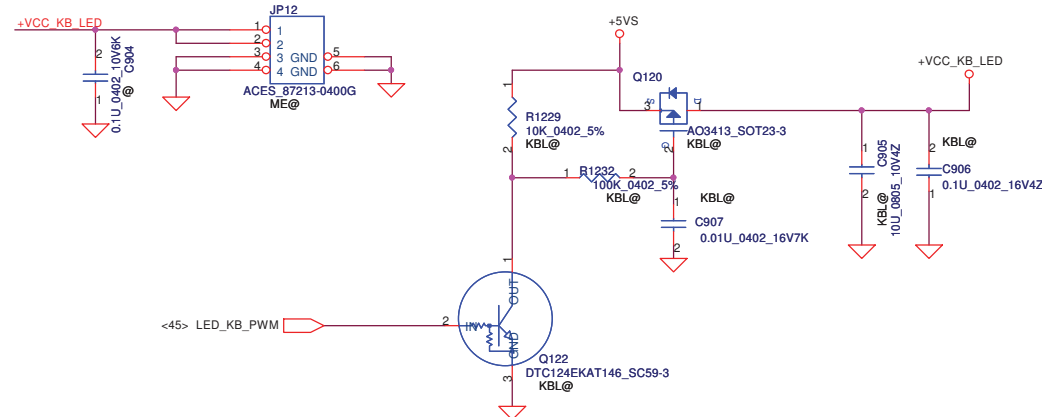 +VCC_KB_LED
JP12
1
1
2
2
3
3
GND
5
4
4
GND
6
ACES_87213-0400G
ME@
2
1
C904
0.1U_0402_10V6K
@
+5VS
Q120
3
S
D
1
G
2
AO3413_SOT23-3
KBL@
+VCC_KB_LED
1
R1229
10K_0402_5%
KBL@
2
1
R1232
2
100K_0402_5%
KBL@
KBL@
1
C907
0.01U_0402_16V7K
2
1
C905
10U_0805_10V4Z
KBL@
2
2
KBL@
C906
0.1U_0402_16V4Z
1
<45> LED_KB_PWM
2
IN
1
OUT
GND
3
Q122
DTC124EKAT146_SC59-3
KBL@